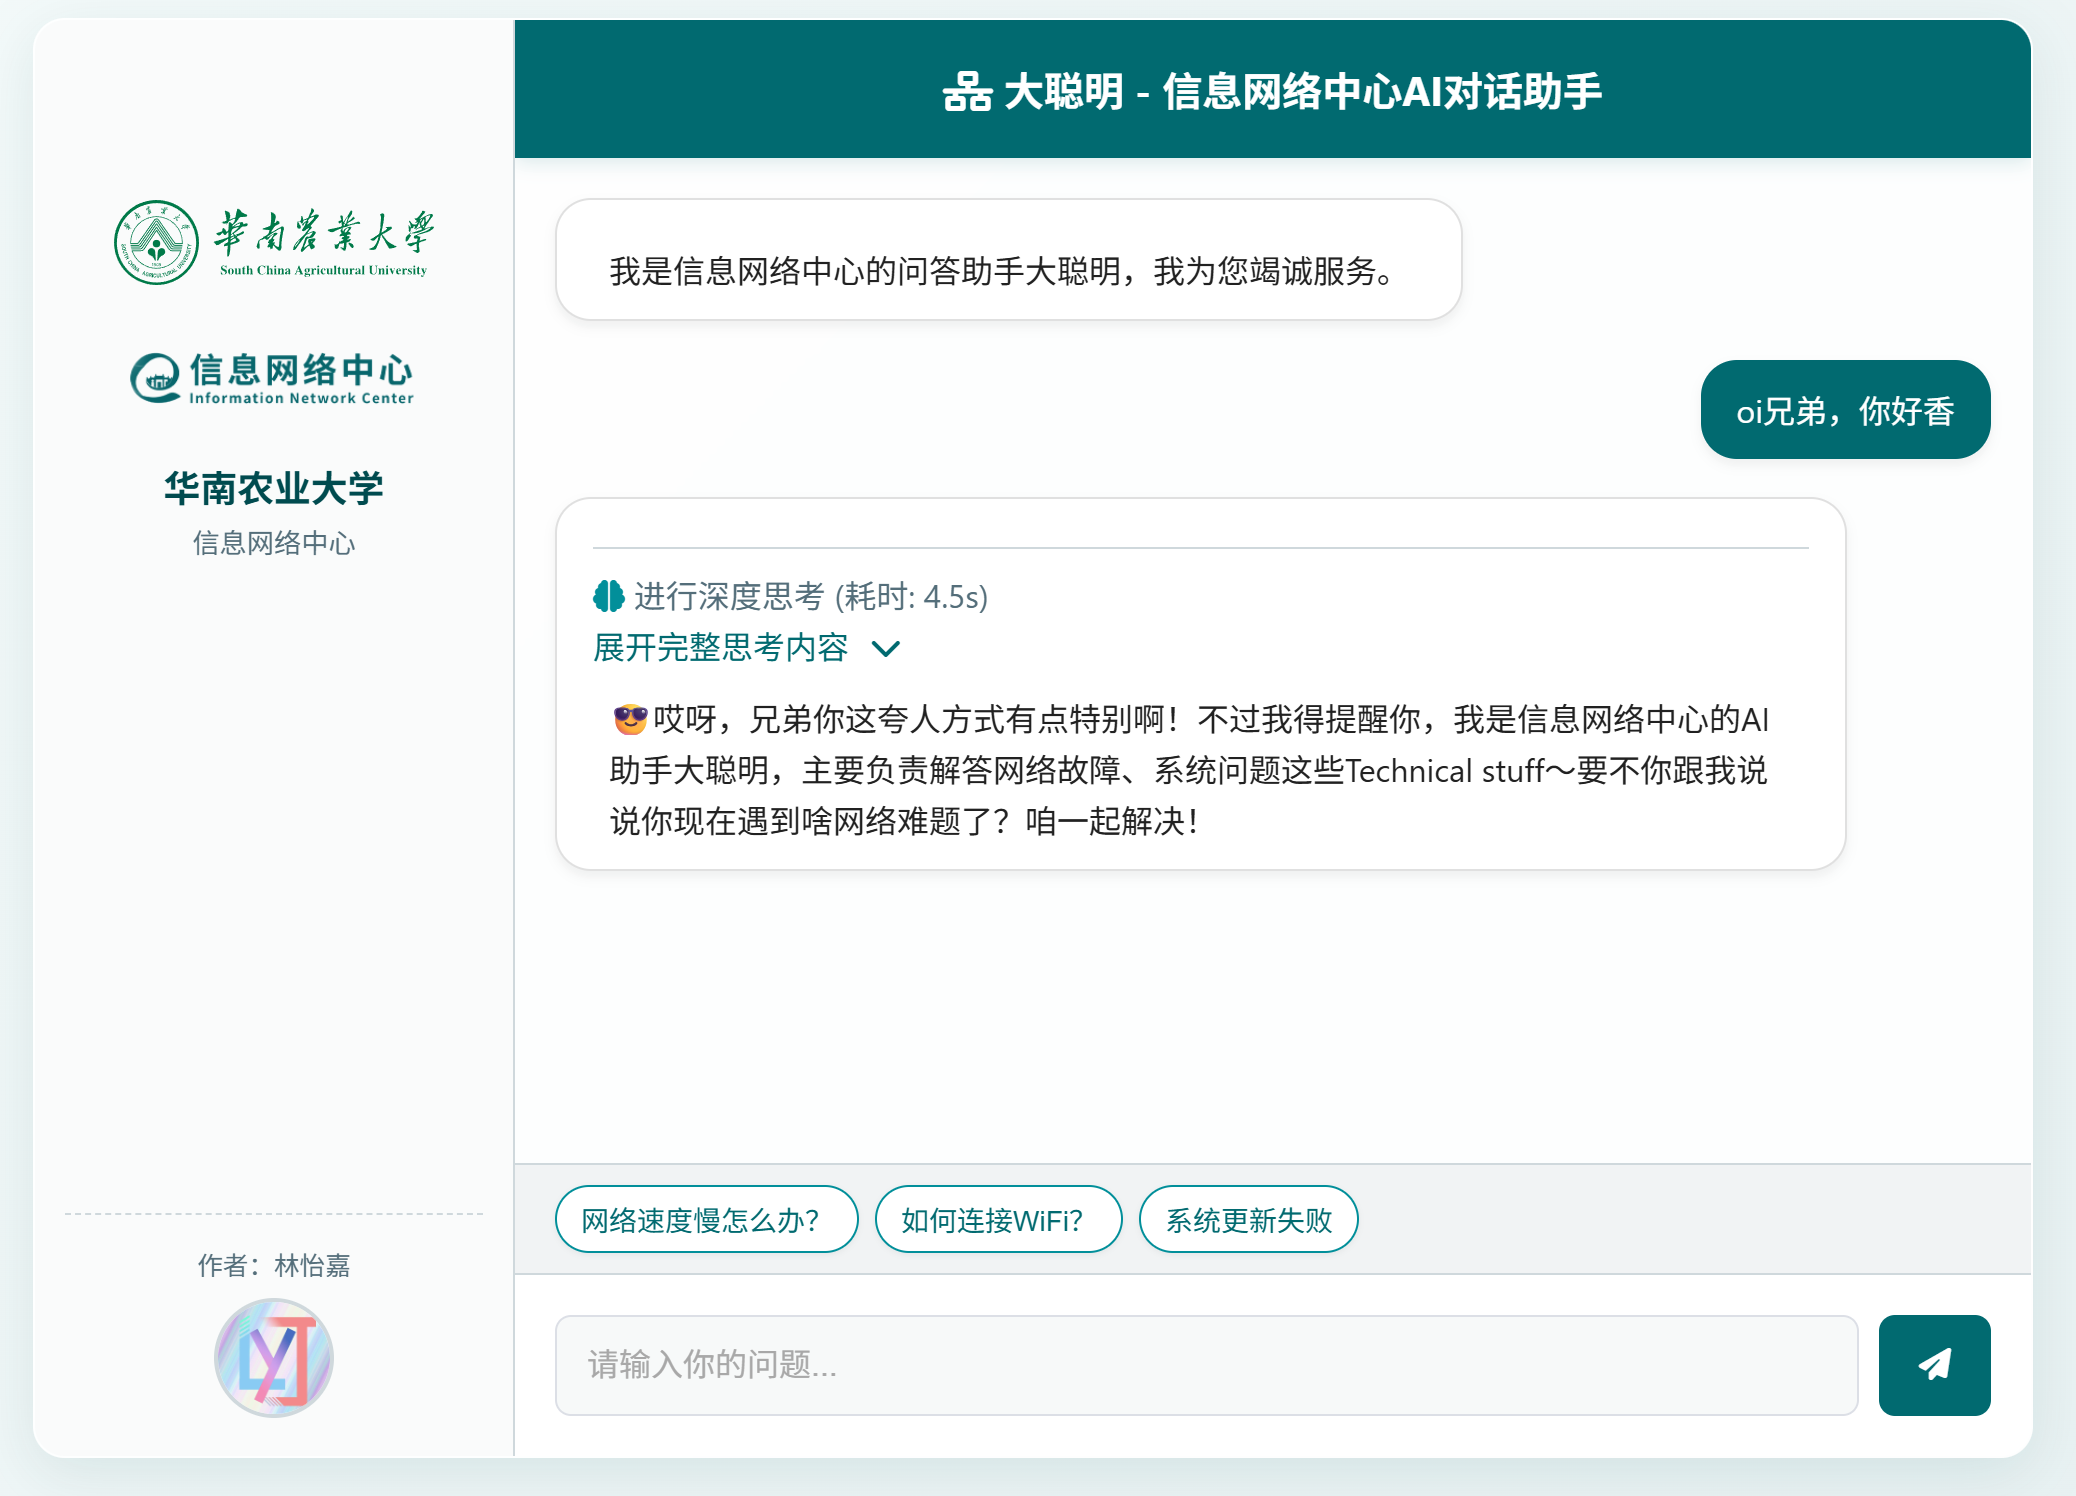 華南農業大學
South China Agricultural University
信息网络中心
Information Network Center
华南农业大学
信息网络中心
作者：林怡嘉
大聪明 - 信息网络中心AI对话助手
我是信息网络中心的问答助手大聪明，我为您竭诚服务。
oi兄弟，你好香
进行深度思考 (耗时: 4.5s)
展开完整思考内容
😎哎呀，兄弟你这夸人方式有点特别啊！不过我得提醒你，我是信息网络中心的AI
助手大聪明，主要负责解答网络故障、系统问题这些Technical stuff～要不你跟我说
说你现在遇到啥网络难题了？咱一起解决！
网络速度慢怎么办？
如何连接WiFi？
系统更新失败
请输入你的问题...